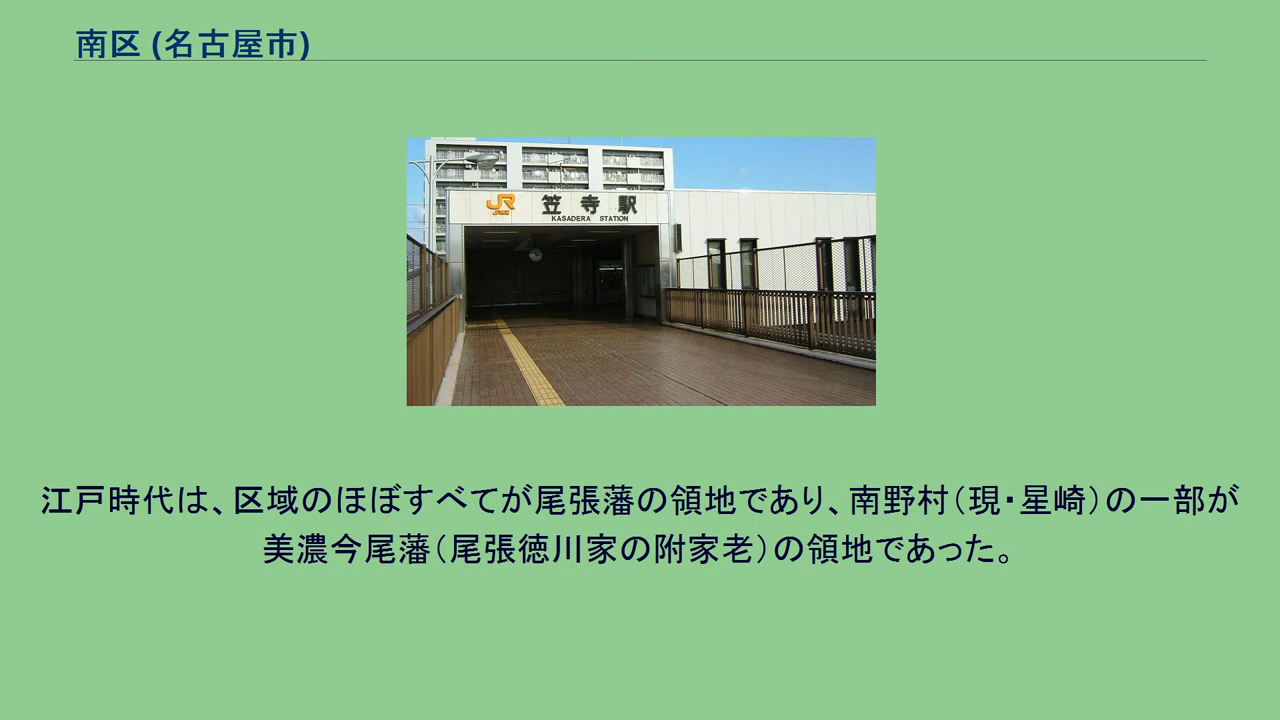 南区 (名古屋市)
JR 笠寺駅
KASADERA STATION
江戸時代は、区域のほぼすべてが尾張藩の領地であり、南野村（現・星崎）の一部が
美濃今尾藩（尾張徳川家の附家老）の領地であった。